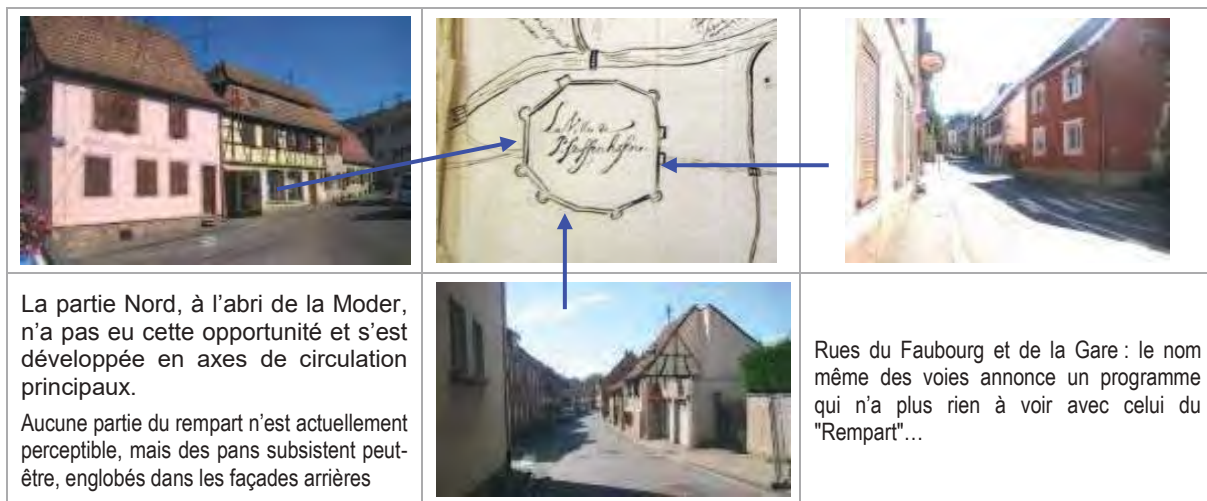 La Ville de
La partie Nord, à l’abri de la Moder,
n’a pas eu cette opportunité et s’est
développée en axes de circulation
principaux.
Aucune partie du rempart n’est actuellement
perceptible, mais des pans subsistent peut-
être, englobés dans les façades arrières
Rues du Faubourg et de la Gare : le nom
même des voies annonce un programme
qui n’a plus rien à voir avec celui du
"Rempart"…